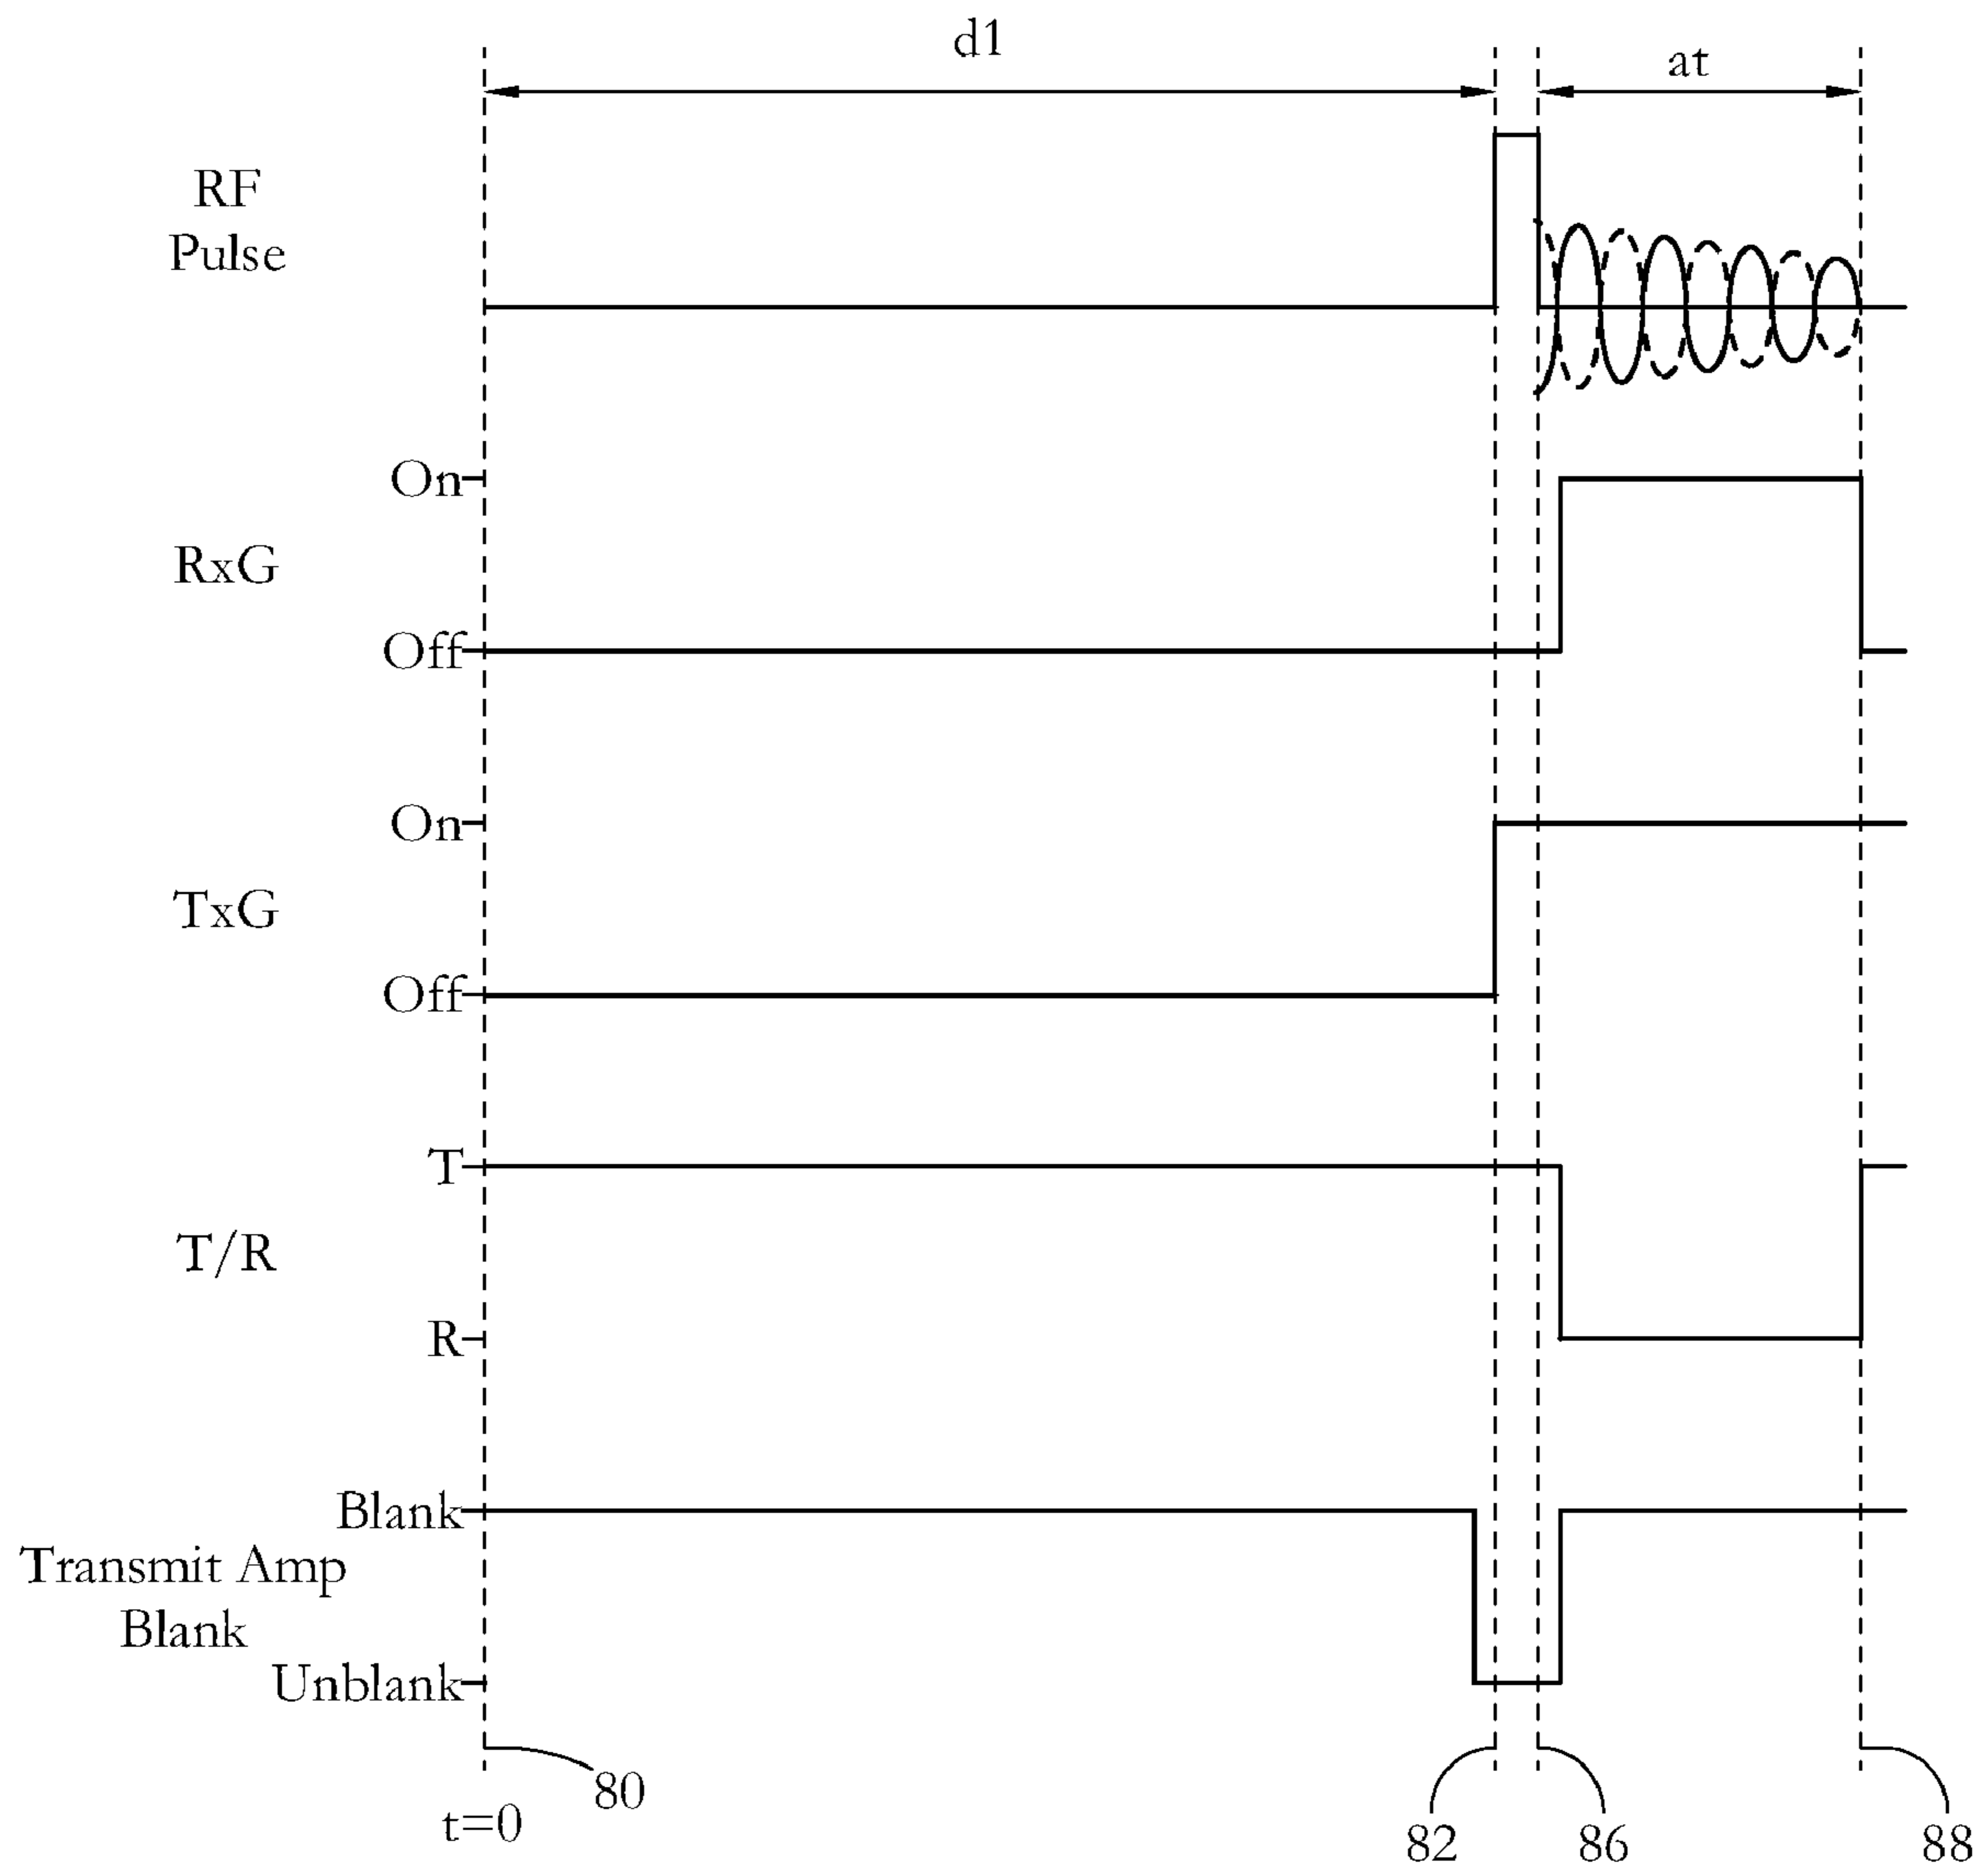 d1
at
RF
Pulse
On
RxG
Off
On
TxG
Off
T
T/R
R
Blank
Transmit Amp
Blank
Unblank
80
t=0
82
86
88